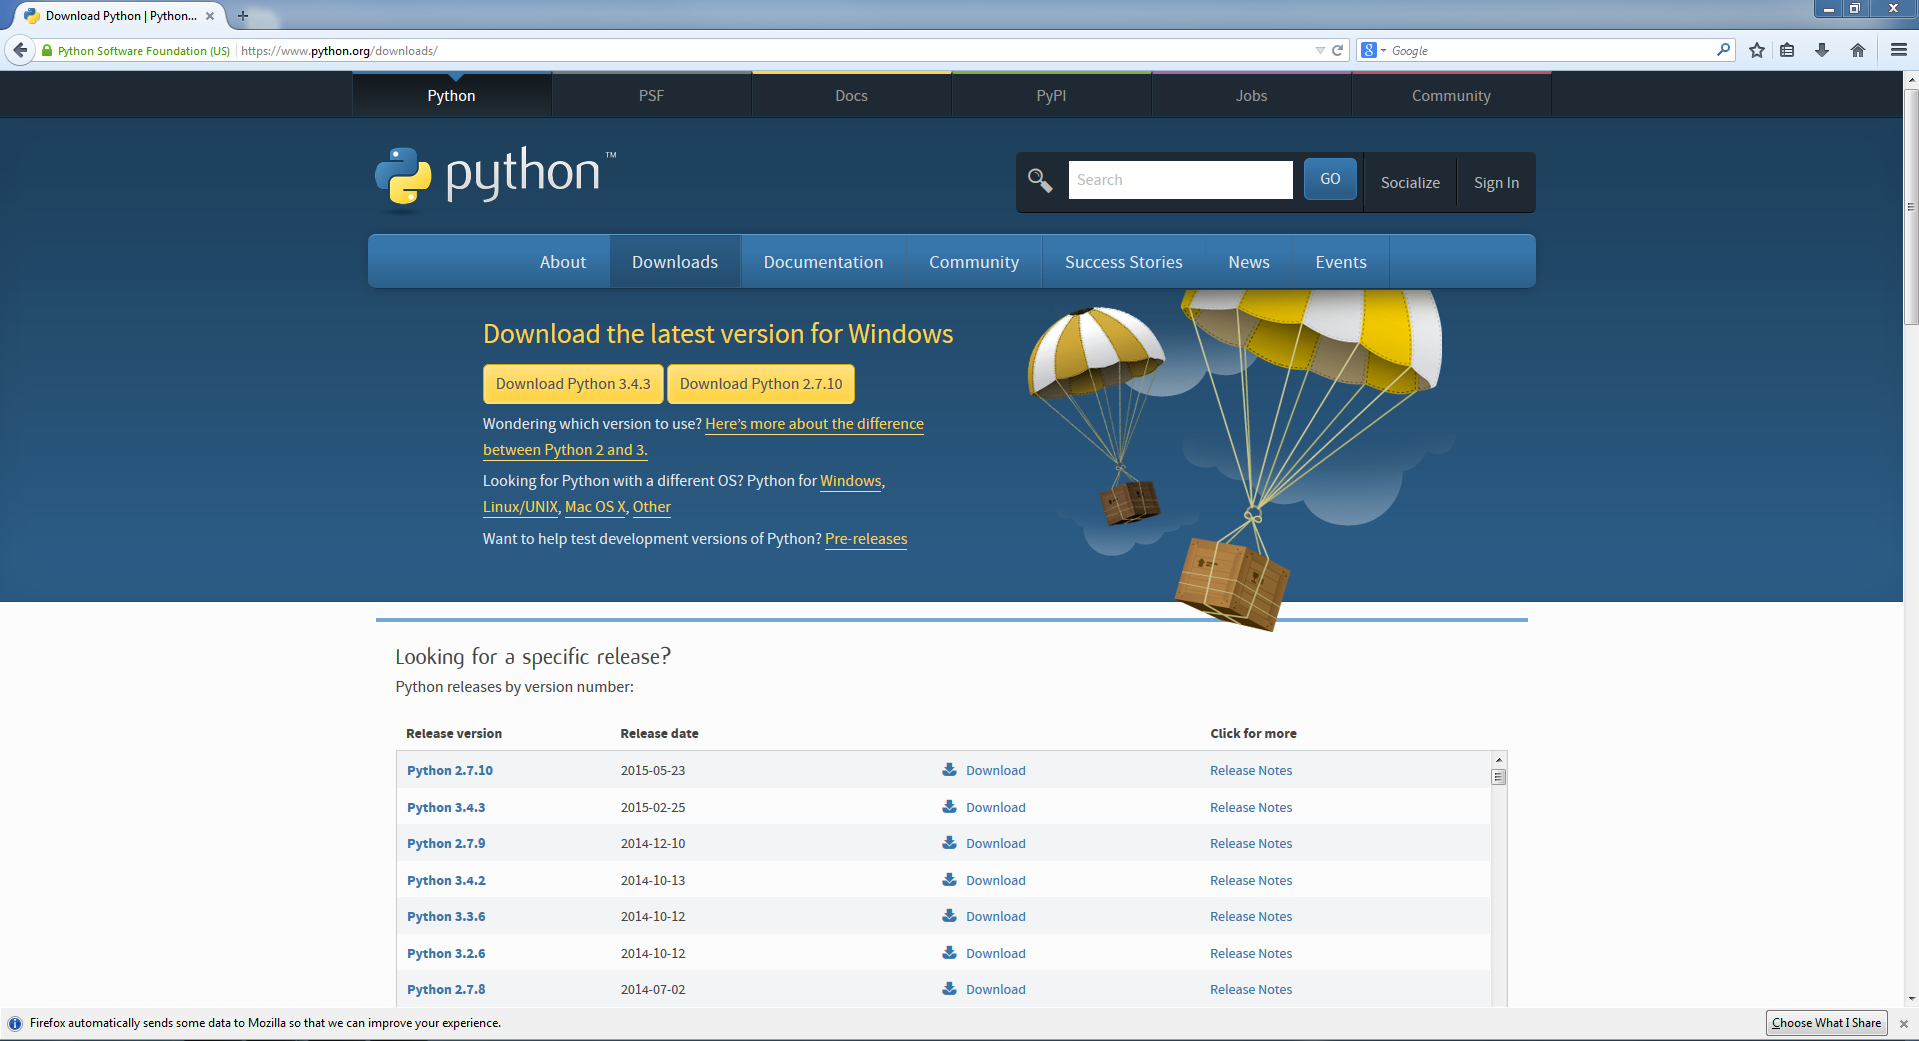 Download Python | Python...
Python Software Foundation (US) https://www.python.org/downloads/
Google
Python PSF Docs PyPI Jobs Community
python™
Search GO Socialize Sign In
About Downloads Documentation Community Success Stories News Events
Download the latest version for Windows
Download Python 3.4.3 Download Python 2.7.10
Wondering which version to use? Here's more about the difference
between Python 2 and 3.
Looking for Python with a different OS? Python for Windows,
Linux/UNIX, Mac OS X, Other
Want to help test development versions of Python? Pre-releases
Looking for a specific release?
Python releases by version number:
Release version Release date Click for more
Python 2.7.10 2015-05-23 Download Release Notes
Python 3.4.3 2015-02-25 Download Release Notes
Python 2.7.9 2014-12-10 Download Release Notes
Python 3.4.2 2014-10-13 Download Release Notes
Python 3.3.6 2014-10-12 Download Release Notes
Python 3.2.6 2014-10-12 Download Release Notes
Python 2.7.8 2014-07-02 Download Release Notes
Firefox automatically sends some data to Mozilla so that we can improve your experience. Choose What I Share